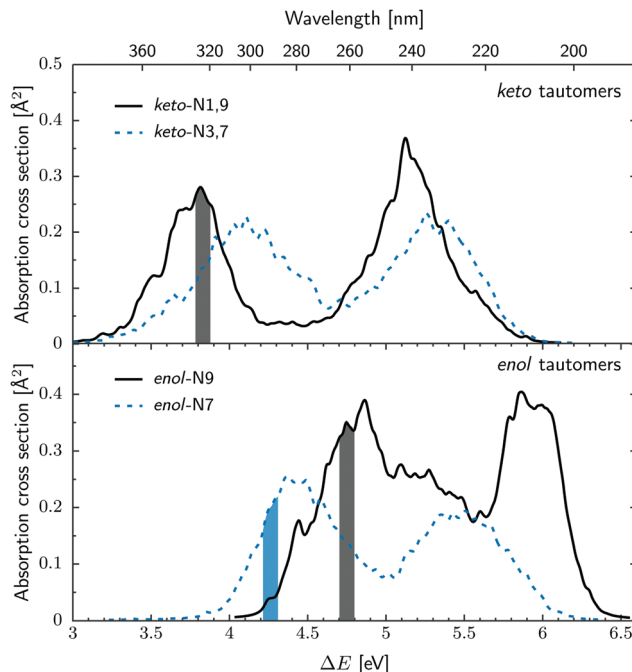 Wavelength [nm]
360 340 320 300 280 260 240 220 200
0.5
keto tautomers
keto-N1,9
keto-N3,7
0.4
0.3
0.2
0.1
0
Absorption cross section [Å²]
enol tautomers
enol-N9
enol-N7
0.4
0.3
0.2
0.1
0
Absorption cross section [Å²]
3 3.5 4 4.5 5 5.5 6 6.5
ΔE [eV]